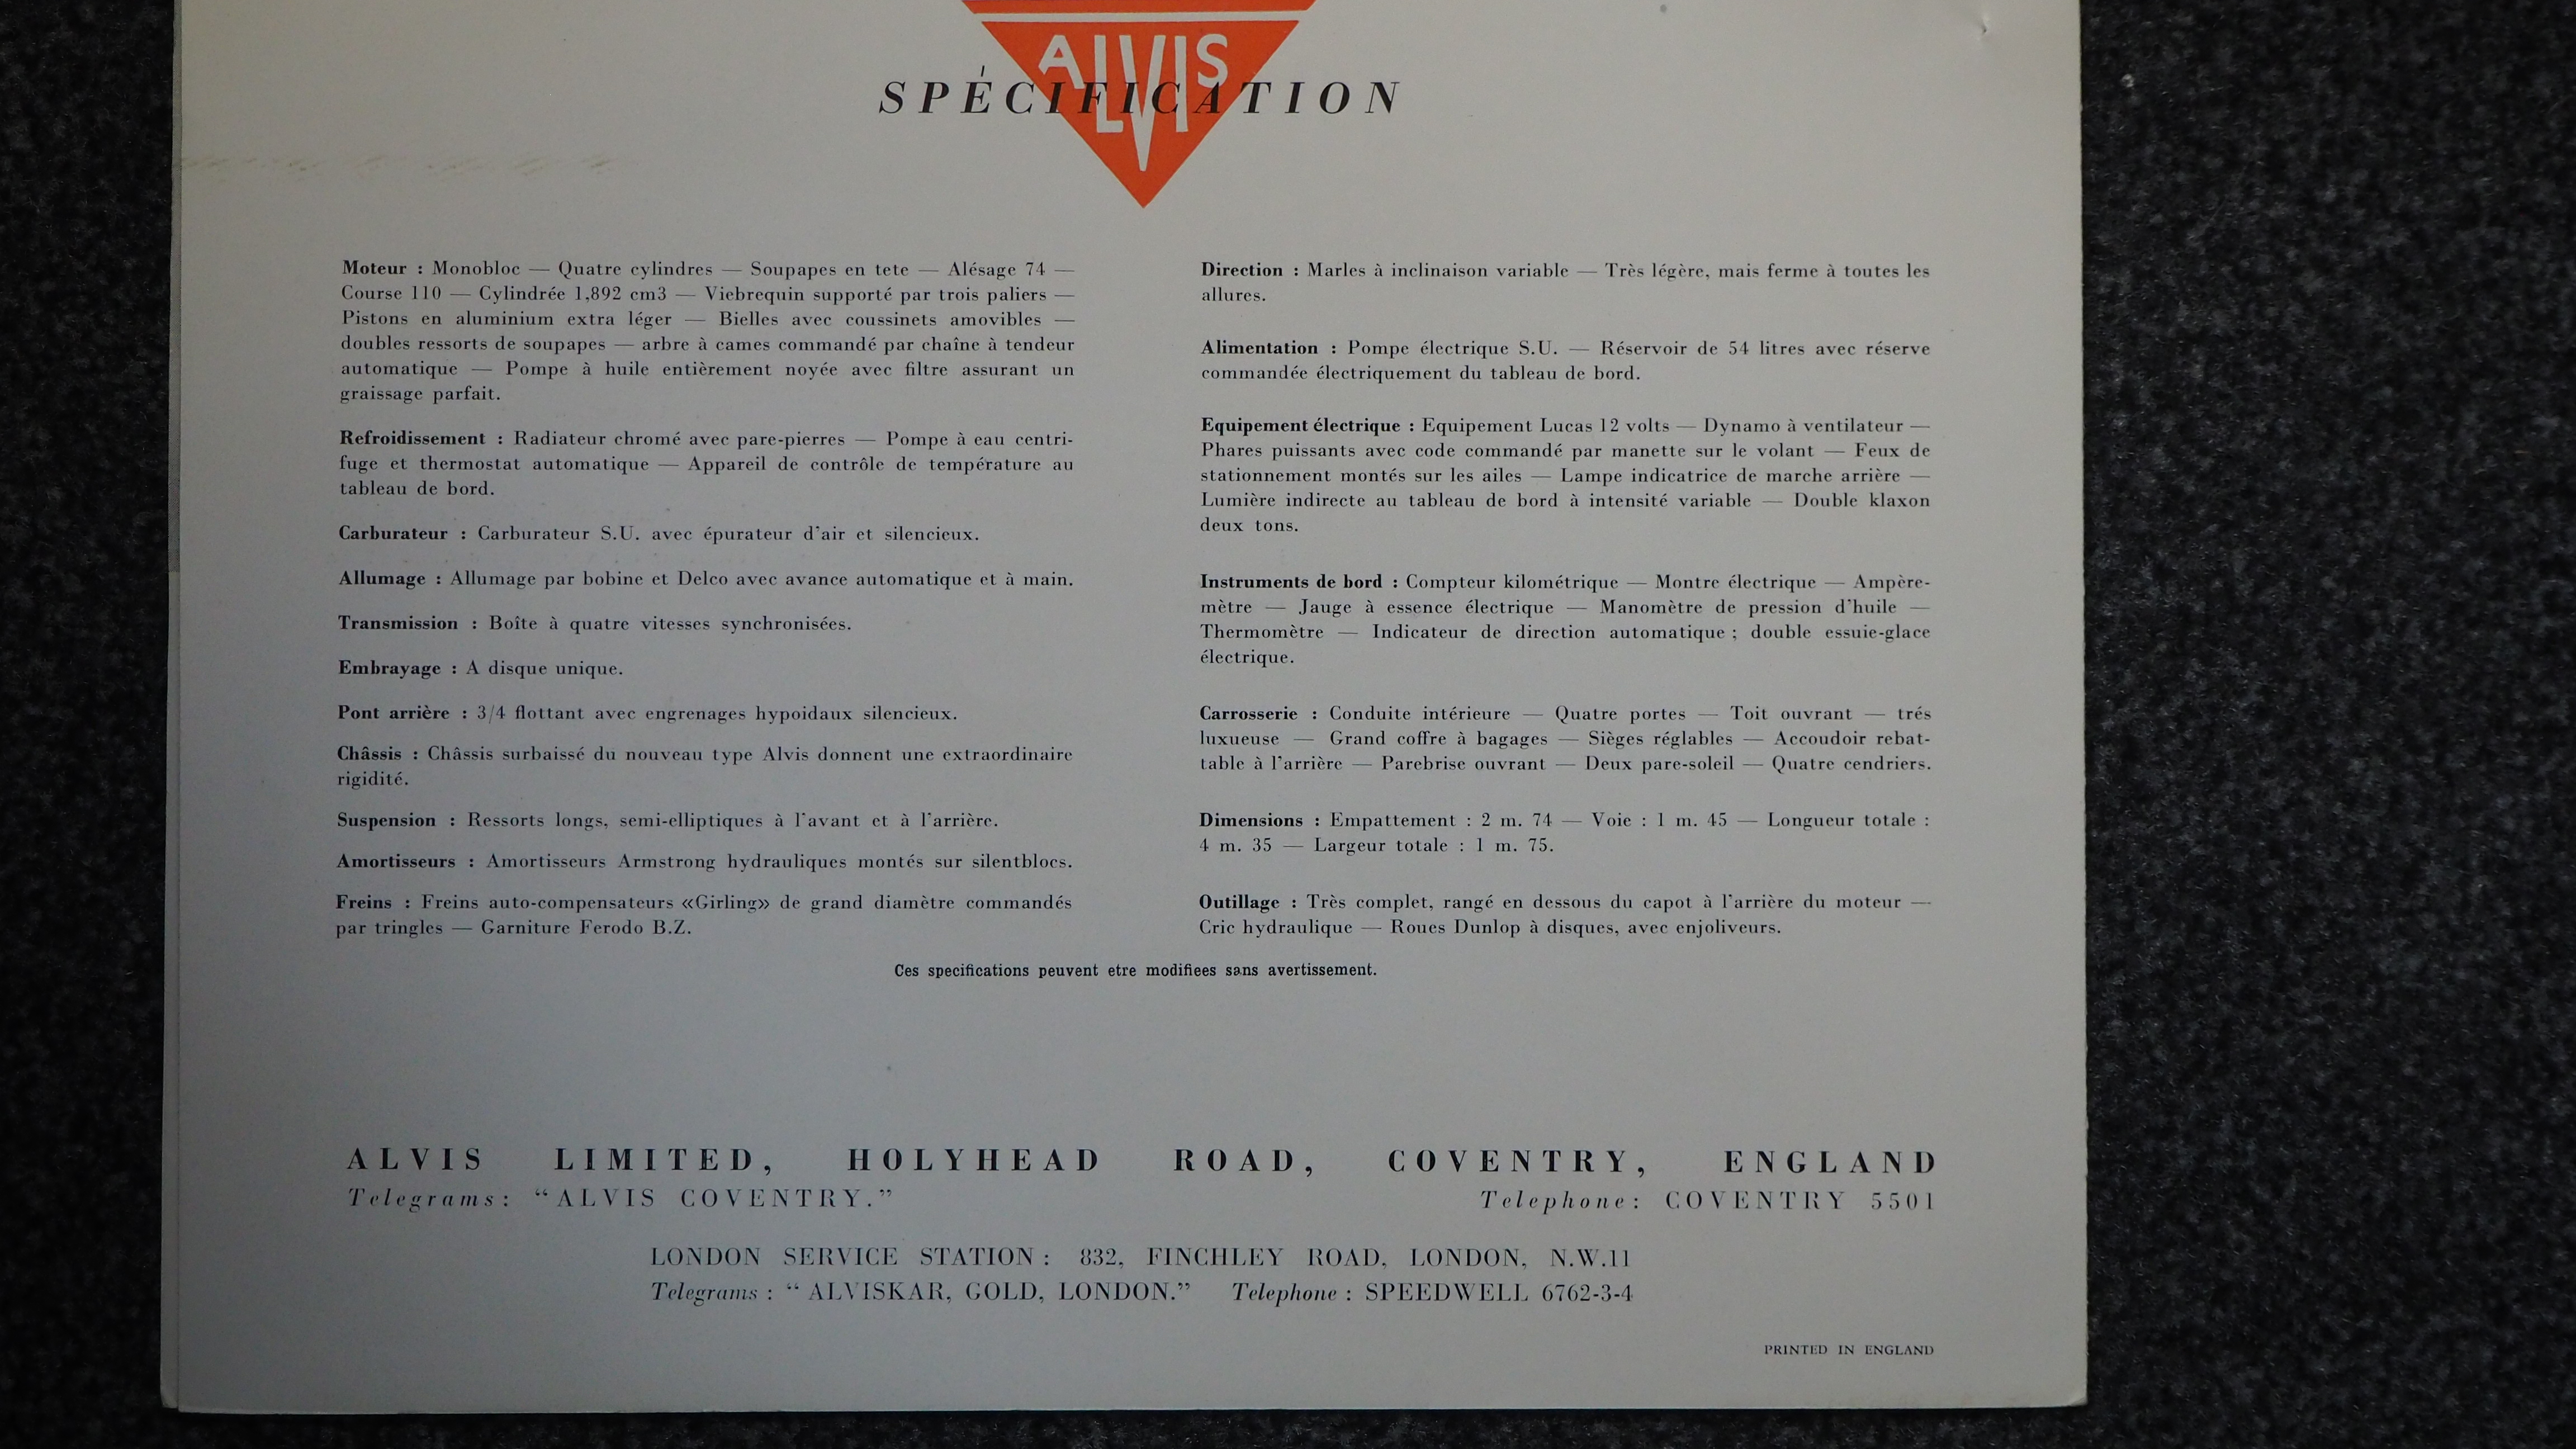 ALVIS
SPÉCIFICATION
Moteur : Monobloc — Quatre cylindres — Soupapes en tete — Alésage 74 —
Course 110 — Cylindrée 1,892 cm3 — Viebrequin supporté par trois paliers —
Pistons en aluminium extra léger — Bielles avec coussinets amovibles —
doubles ressorts de soupapes — arbre à cames commandé par chaîne à tendeur
automatique — Pompe à huile entièrement noyée avec filtre assurant un
graissage parfait.
Refroidissement : Radiateur chromé avec pare-pierres — Pompe à eau centri-
fuge et thermostat automatique — Appareil de contrôle de température au
tableau de bord.
Carburateur : Carburateur S.U. avec épurateur d'air et silencieux.
Allumage : Allumage par bobine et Delco avec avance automatique et à main.
Transmission : Boîte à quatre vitesses synchronisées.
Embrayage : A disque unique.
Pont arrière : 3/4 flottant avec engrenages hypoidaux silencieux.
Châssis : Châssis surbaissé du nouveau type Alvis donnent une extraordinaire
rigidité.
Suspension : Ressorts longs, semi-elliptiques à l'avant et à l'arrière.
Amortisseurs : Amortisseurs Armstrong hydrauliques montés sur silentblocs.
Freins : Freins auto-compensateurs «Girling» de grand diamètre commandés
par tringles — Garniture Ferodo B.Z.
Direction : Marles à inclinaison variable — Très légère, mais ferme à toutes les
allures.
Alimentation : Pompe électrique S.U. — Réservoir de 54 litres avec réserve
commandée électriquement du tableau de bord.
Equipement électrique : Equipement Lucas 12 volts — Dynamo à ventilateur —
Phares puissants avec code commandé par manette sur le volant — Feux de
stationnement montés sur les ailes — Lampe indicatrice de marche arrière —
Lumière indirecte au tableau de bord à intensité variable — Double klaxon
deux tons.
Instruments de bord : Compteur kilométrique — Montre électrique — Ampère-
mètre — Jauge à essence électrique — Manomètre de pression d'huile —
Thermomètre — Indicateur de direction automatique ; double essuie-glace
électrique.
Carrosserie : Conduite intérieure — Quatre portes — Toit ouvrant — trés
luxueuse — Grand coffre à bagages — Sièges réglables — Accoudoir rebat-
table à l'arrière — Parebrise ouvrant — Deux pare-soleil — Quatre cendriers.
Dimensions : Empattement : 2 m. 74 — Voie : 1 m. 45 — Longueur totale :
4 m. 35 — Largeur totale : 1 m. 75.
Outillage : Très complet, rangé en dessous du capot à l'arrière du moteur —
Cric hydraulique — Roues Dunlop à disques, avec enjoliveurs.
Ces specifications peuvent etre modifiees sans avertissement.
ALVIS LIMITED, HOLYHEAD ROAD, COVENTRY, ENGLAND
Telegrams: “ALVIS COVENTRY.” Telephone: COVENTRY 5501
LONDON SERVICE STATION : 832, FINCHLEY ROAD, LONDON, N.W.11
Telegrams : “ ALVISKAR, GOLD, LONDON.” Telephone : SPEEDWELL 6762-3-4
PRINTED IN ENGLAND